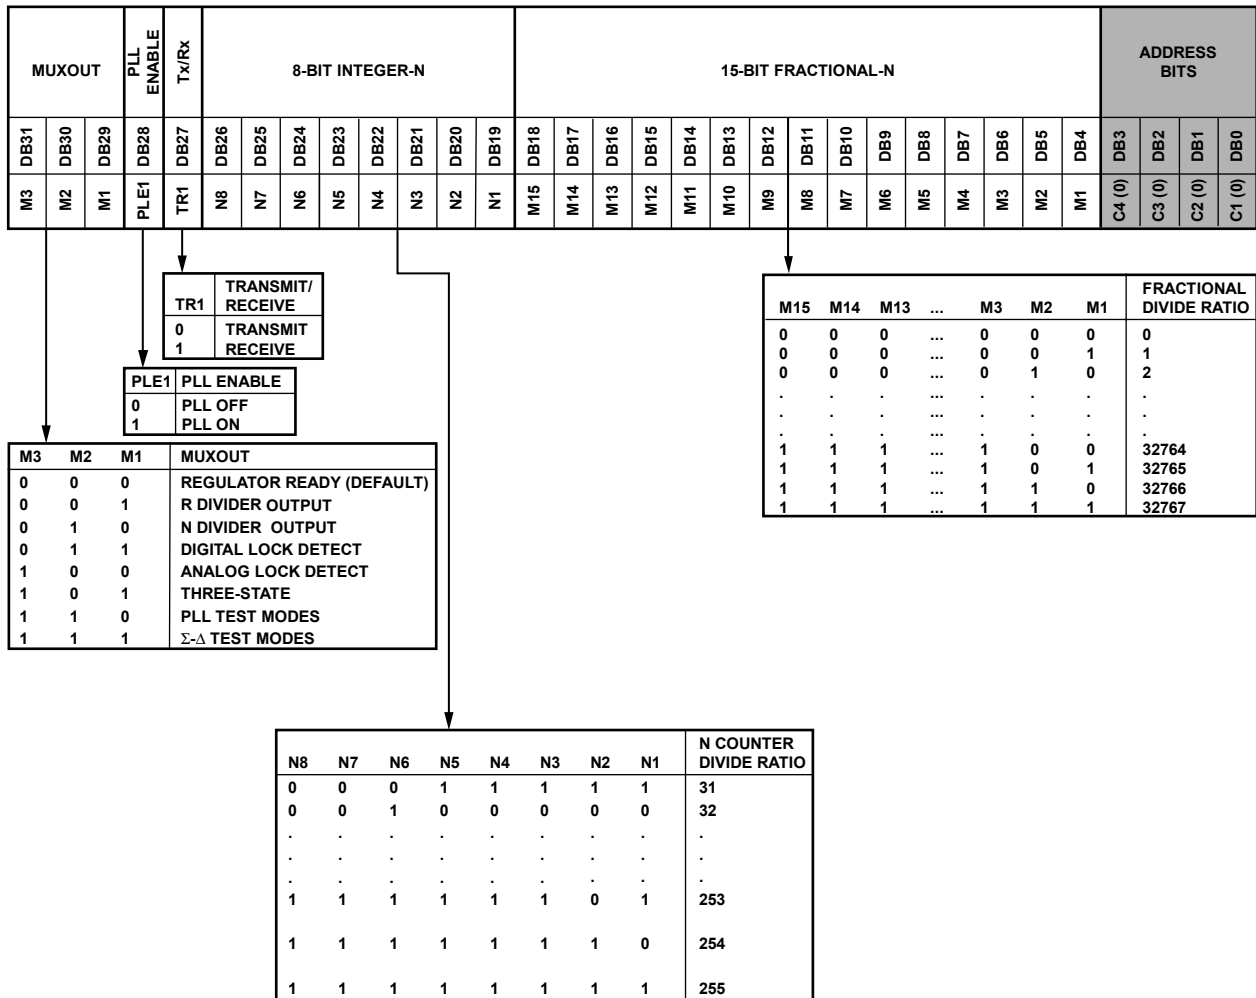 MUXOUT PLL ENABLE Tx/Rx 8-BIT INTEGER-N 15-BIT FRACTIONAL-N ADDRESS BITS
DB31 DB30 DB29 DB28 DB27 DB26 DB25 DB24 DB23 DB22 DB21 DB20 DB19 DB18 DB17 DB16 DB15 DB14 DB13 DB12 DB11 DB10 DB9 DB8 DB7 DB6 DB5 DB4 DB3 DB2 DB1 DB0
M3 M2 M1 PLE1 TR1 N8 N7 N6 N5 N4 N3 N2 N1 M15 M14 M13 M12 M11 M10 M9 M8 M7 M6 M5 M4 M3 M2 M1 C4 (0) C3 (0) C2 (0) C1 (0)
TR1 TRANSMIT/ RECEIVE
0 TRANSMIT
1 RECEIVE
PLE1 PLL ENABLE
0 PLL OFF
1 PLL ON
M3 M2 M1 MUXOUT
0 0 0 REGULATOR READY (DEFAULT)
0 0 1 R DIVIDER OUTPUT
0 1 0 N DIVIDER OUTPUT
0 1 1 DIGITAL LOCK DETECT
1 0 0 ANALOG LOCK DETECT
1 0 1 THREE-STATE
1 1 0 PLL TEST MODES
1 1 1 Σ-Δ TEST MODES
M15 M14 M13 ... M3 M2 M1 FRACTIONAL DIVIDE RATIO
0 0 0 ... 0 0 0 0
0 0 0 ... 0 0 1 1
0 0 0 ... 0 1 0 2
. . . ... . . . .
. . . ... . . . .
. . . ... . . . .
1 1 1 ... 1 0 0 32764
1 1 1 ... 1 0 1 32765
1 1 1 ... 1 1 0 32766
1 1 1 ... 1 1 1 32767
N8 N7 N6 N5 N4 N3 N2 N1 N COUNTER DIVIDE RATIO
0 0 0 1 1 1 1 1 31
0 0 1 0 0 0 0 0 32
. . . . . . . . .
. . . . . . . . .
. . . . . . . . .
1 1 1 1 1 1 0 1 253
1 1 1 1 1 1 1 0 254
1 1 1 1 1 1 1 1 255